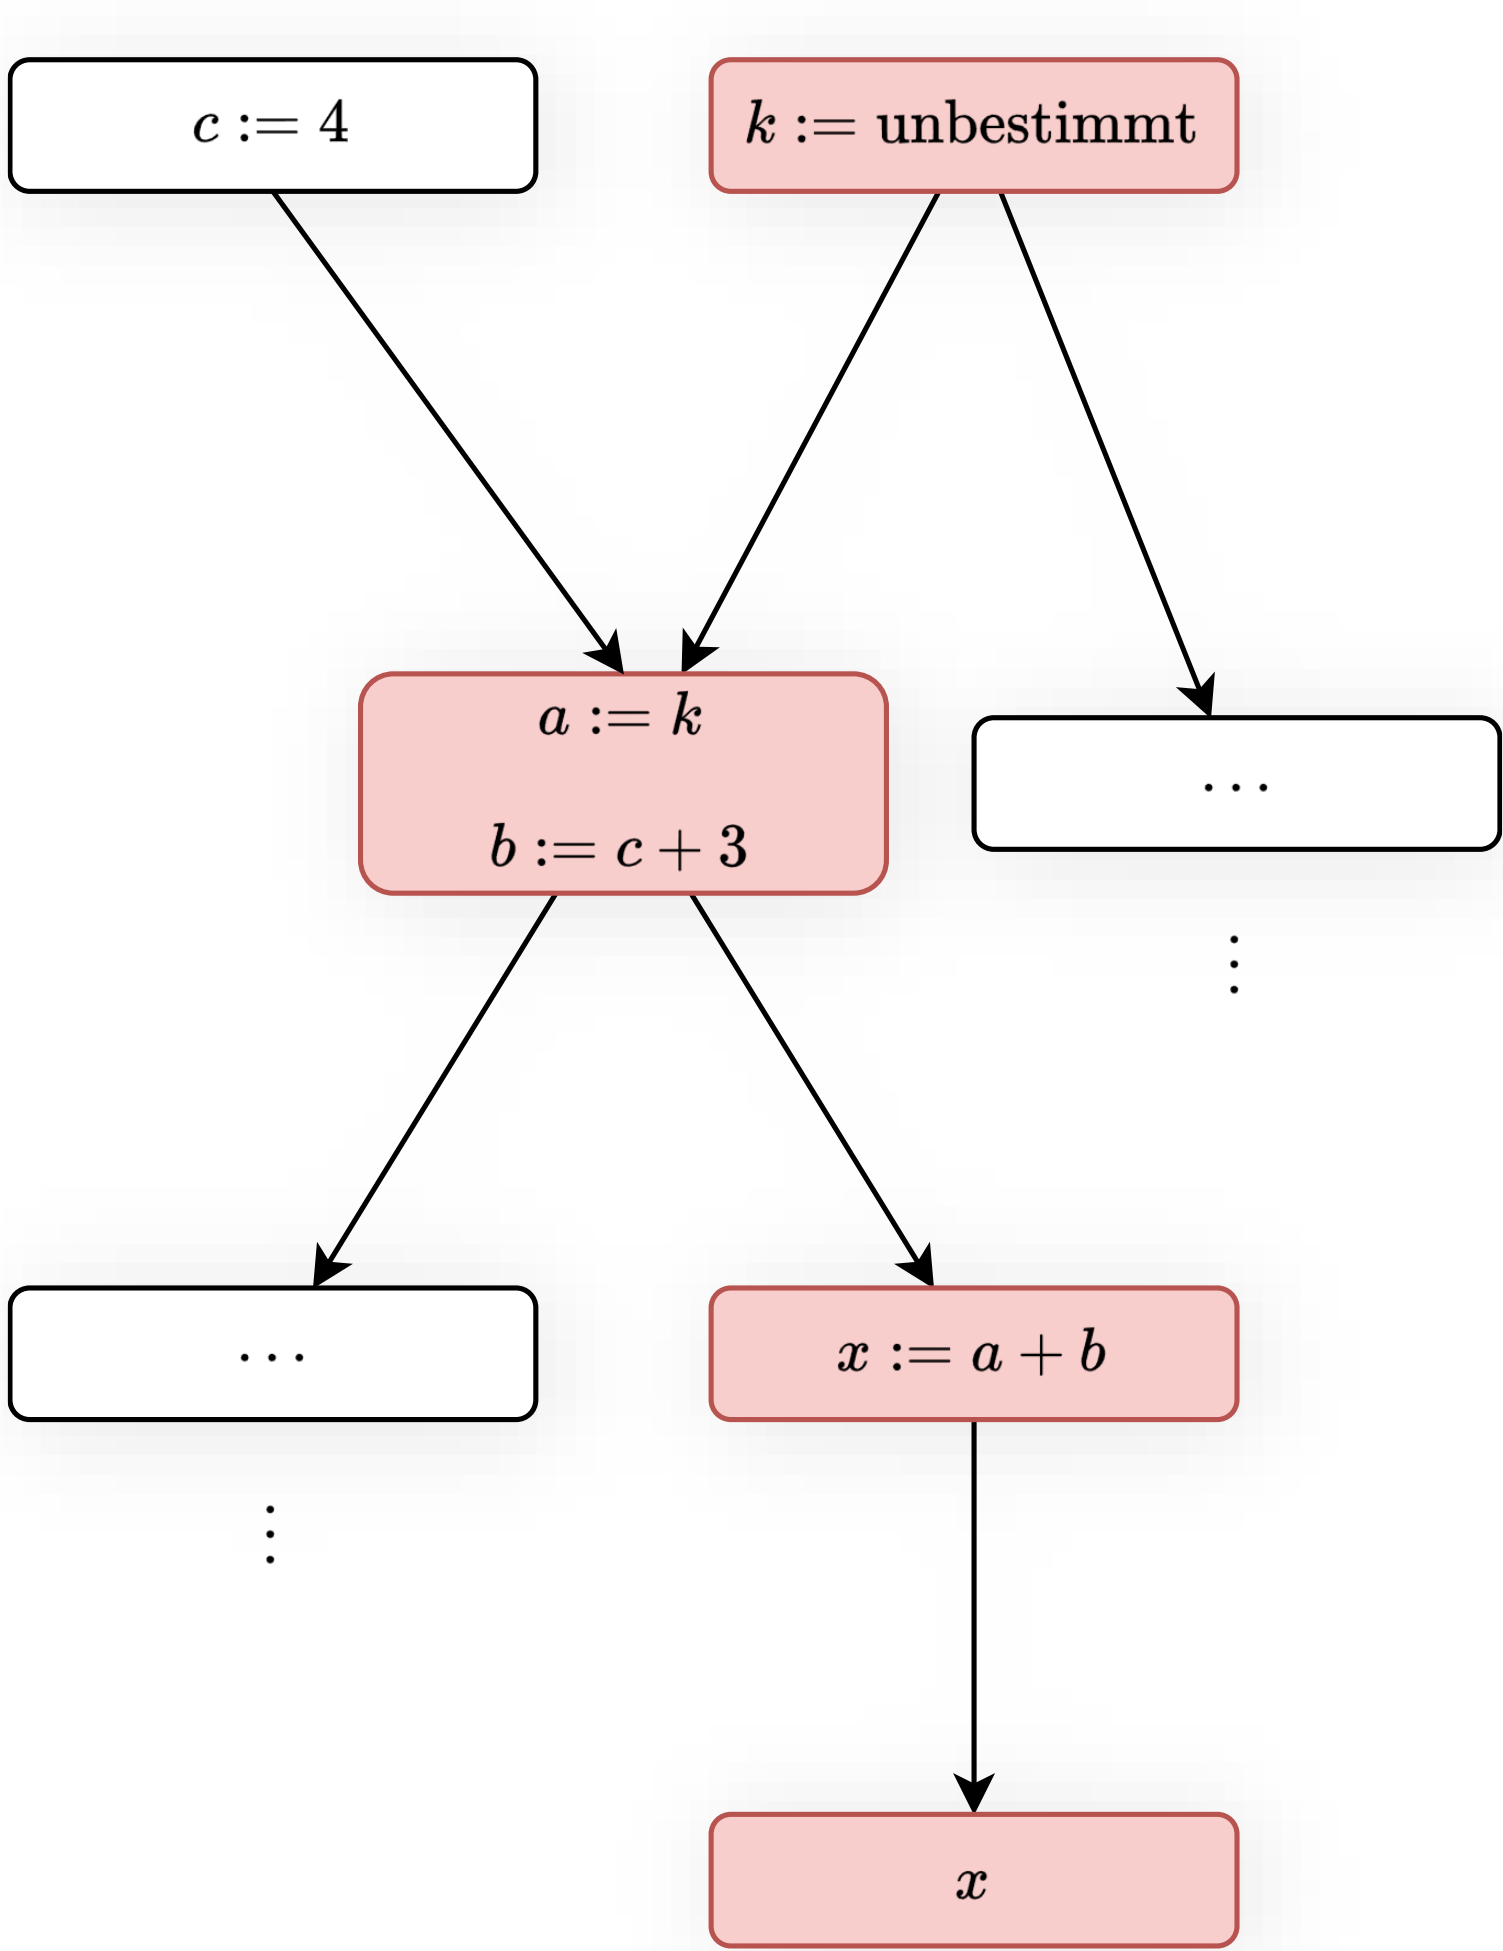 c := 4
k := unbestimmt
a := k
b := c + 3
···
⋮
···
x := a + b
⋮
x